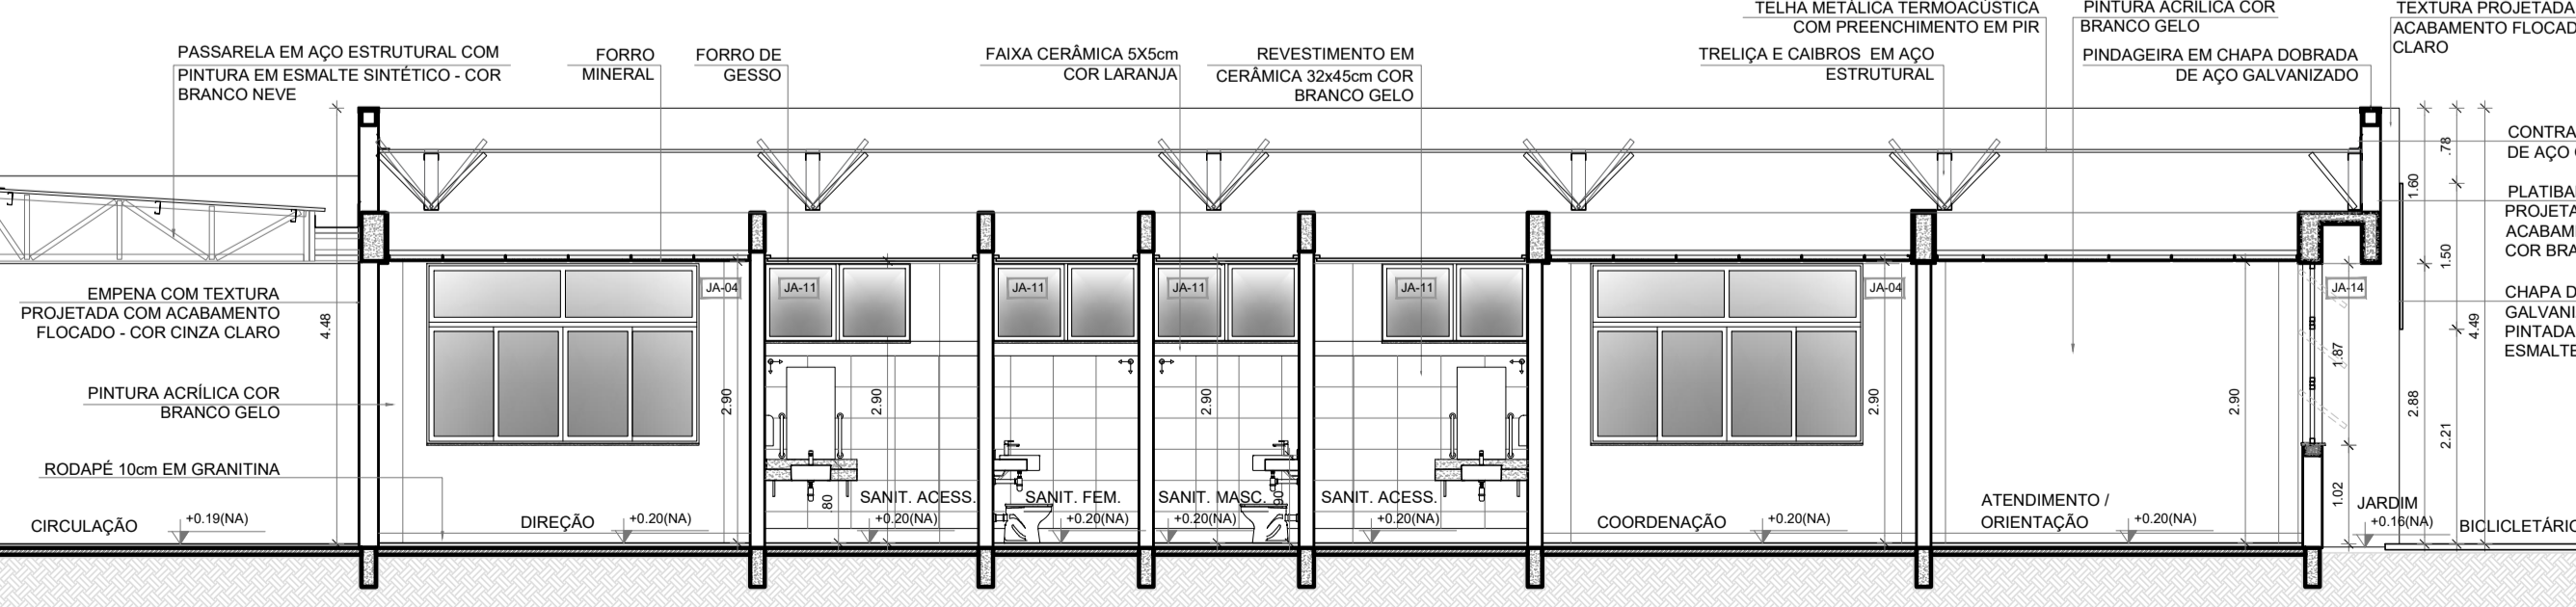 PASSARELA EM AÇO ESTRUTURAL COM
PINTURA EM ESMALTE SINTÉTICO - COR
BRANCO NEVE
FORRO
MINERAL
FORRO DE
GESSO
FAIXA CERÂMICA 5X5cm
COR LARANJA
REVESTIMENTO EM
CERÂMICA 32x45cm COR
BRANCO GELO
TELHA METÁLICA TERMOACÚSTICA
COM PREENCHIMENTO EM PIR
TRELIÇA E CAIBROS EM AÇO
ESTRUTURAL
PINTURA ACRÍLICA COR
BRANCO GELO
PINDAGEIRA EM CHAPA DOBRADA
DE AÇO GALVANIZADO
TEXTURA PROJETADA
ACABAMENTO FLOCAD
CLARO
CONTRA
DE AÇO
PLATIBA
PROJETA
ACABAM
COR BRA
CHAPA D
GALVANI
PINTADA
ESMALTE
EMPENA COM TEXTURA
PROJETADA COM ACABAMENTO
FLOCADO - COR CINZA CLARO
PINTURA ACRÍLICA COR
BRANCO GELO
RODAPÉ 10cm EM GRANITINA
4.48
JA-04
JA-11
JA-11
JA-11
JA-11
JA-04
JA-14
2.90
2.90
2.90
2.90
2.90
80
90
.78
1.60
1.50
4.49
1.87
2.88
2.21
1.02
CIRCULAÇÃO
+0.19(NA)
DIREÇÃO
+0.20(NA)
SANIT. ACESS.
+0.20(NA)
SANIT. FEM.
+0.20(NA)
SANIT. MASC.
+0.20(NA)
SANIT. ACESS.
+0.20(NA)
COORDENAÇÃO
+0.20(NA)
ATENDIMENTO /
ORIENTAÇÃO
+0.20(NA)
JARDIM
+0.16(NA)
BICLICLETÁRIO